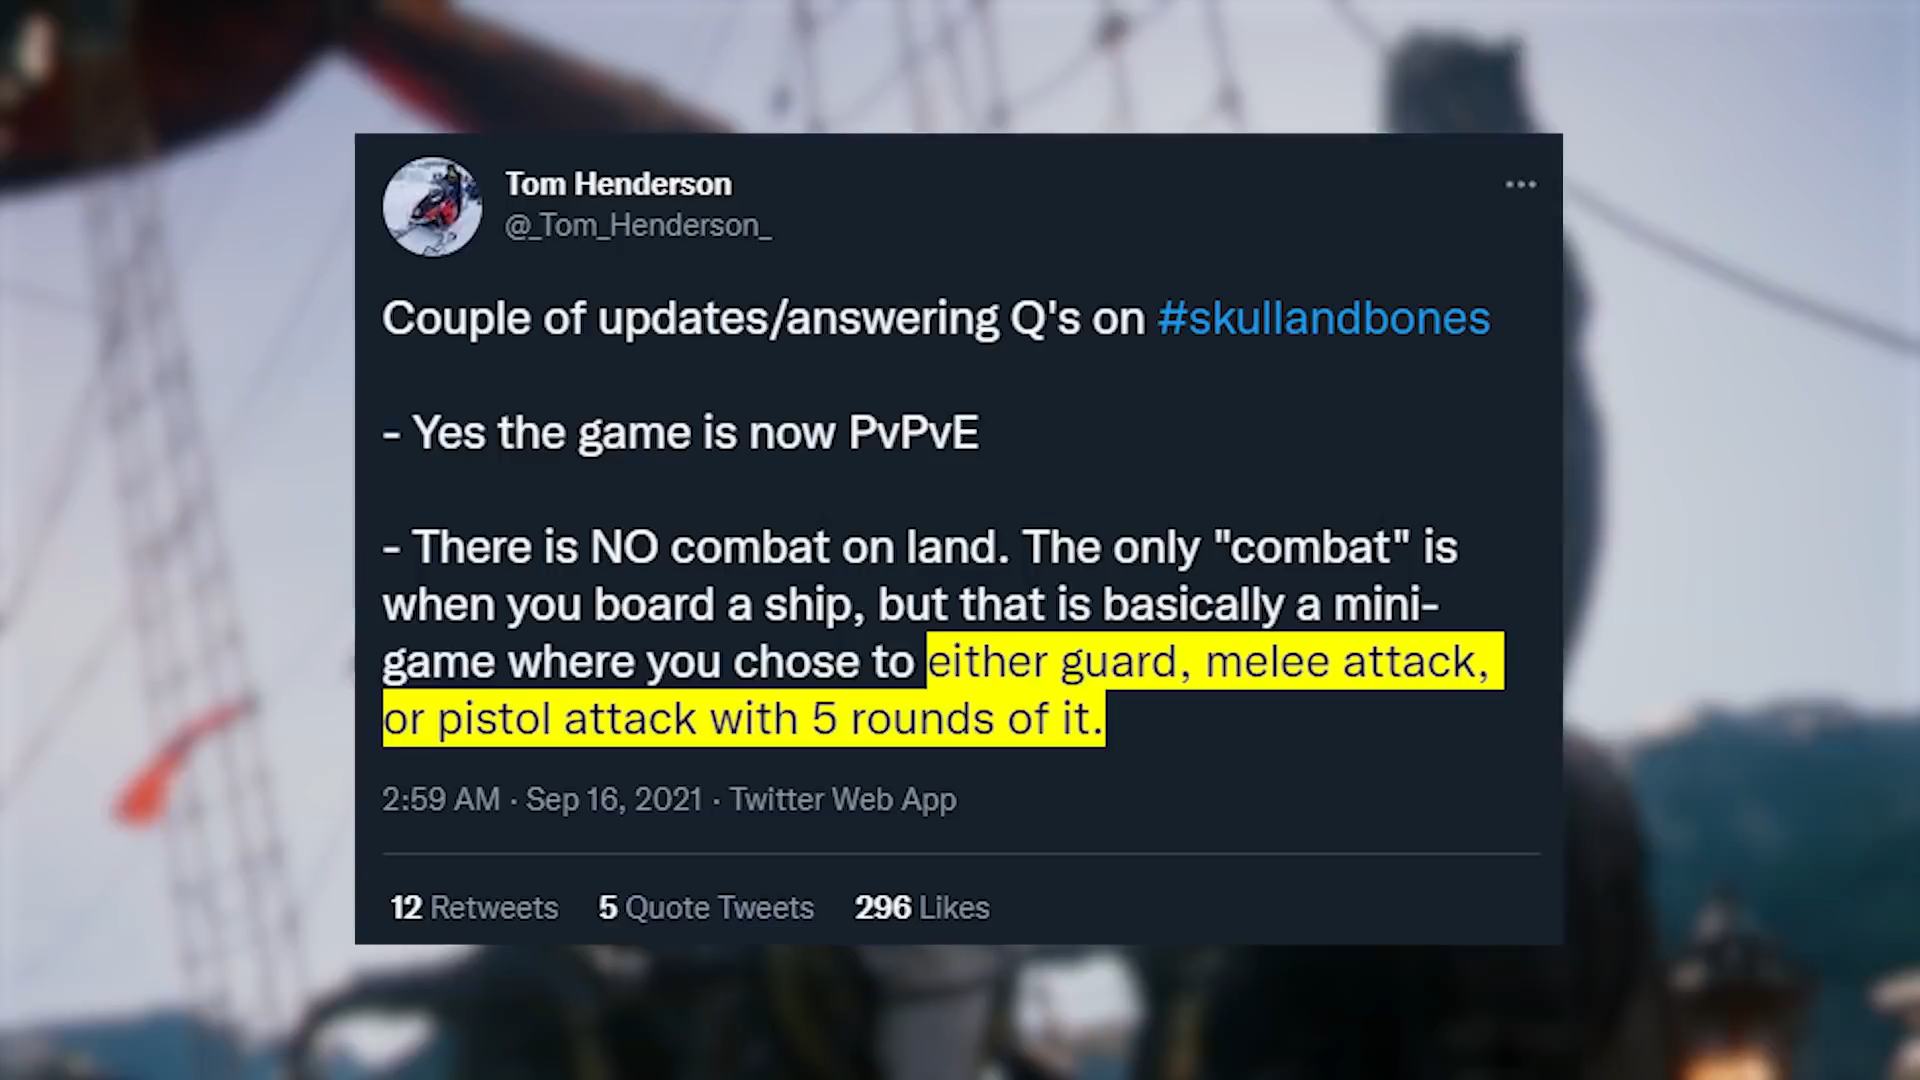 Tom Henderson
@_Tom_Henderson_
Couple of updates/answering Q's on #skullandbones
- Yes the game is now PvPvE
- There is NO combat on land. The only "combat" is
when you board a ship, but that is basically a mini-
game where you chose to either guard, melee attack,
or pistol attack with 5 rounds of it.
2:59 AM · Sep 16, 2021 · Twitter Web App
12 Retweets 5 Quote Tweets 296 Likes